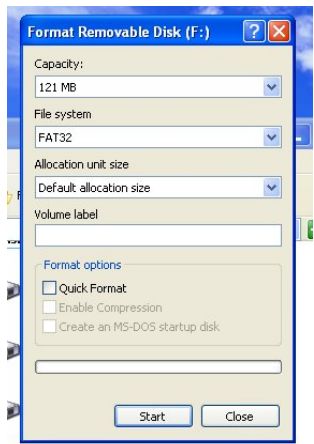 Format Removable Disk (F:)
Capacity:
121 MB
File system
FAT32
Allocation unit size
Default allocation size
Volume label
Format options
Quick Format
Enable Compression
Create an MS-DOS startup disk
Start
Close